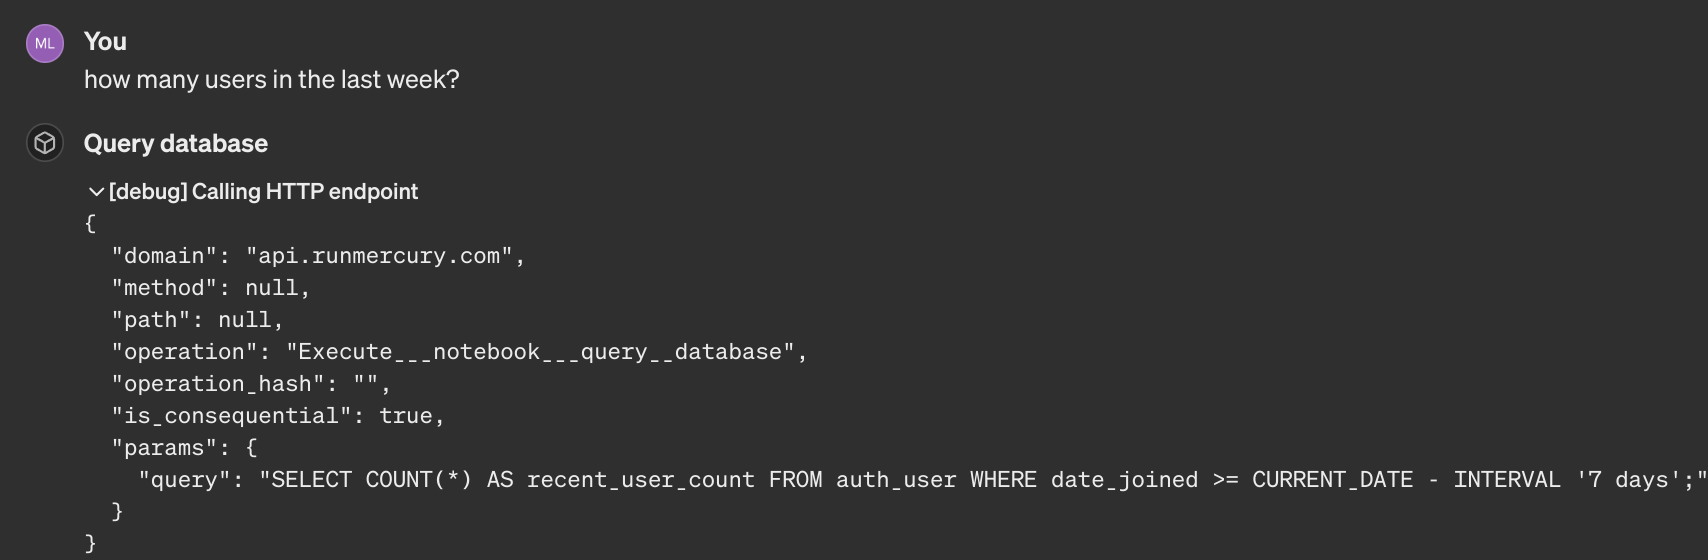 ML
You
how many users in the last week?
Query database
[debug] Calling HTTP endpoint
{
  "domain": "api.runmercury.com",
  "method": null,
  "path": null,
  "operation": "Execute___notebook___query__database",
  "operation_hash": "",
  "is_consequential": true,
  "params": {
    "query": "SELECT COUNT(*) AS recent_user_count FROM auth_user WHERE date_joined >= CURRENT_DATE - INTERVAL '7 days';"
  }
}